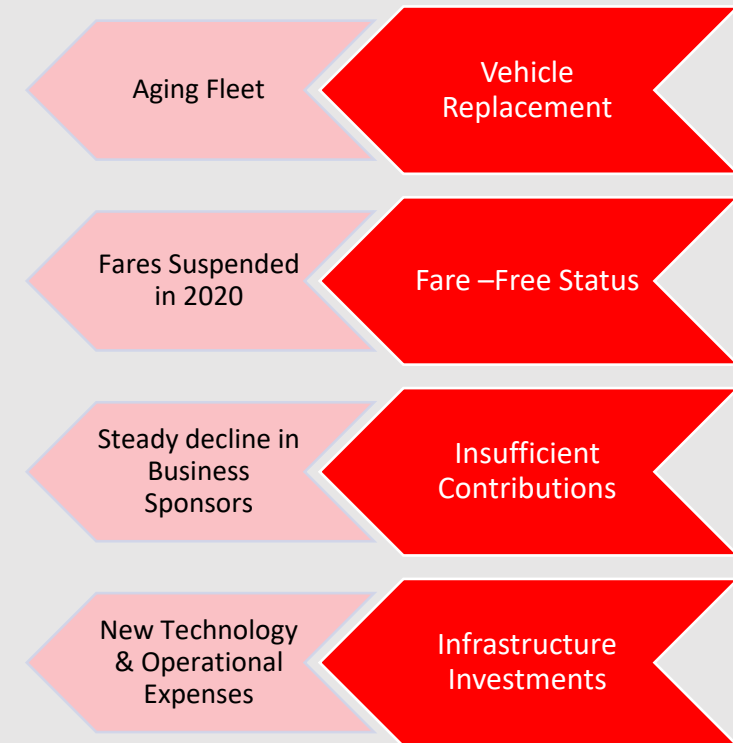 Aging Fleet
Vehicle
Replacement
Fares Suspended
in 2020
Fare –Free Status
Steady decline in
Business
Sponsors
Insufficient
Contributions
New Technology
& Operational
Expenses
Infrastructure
Investments